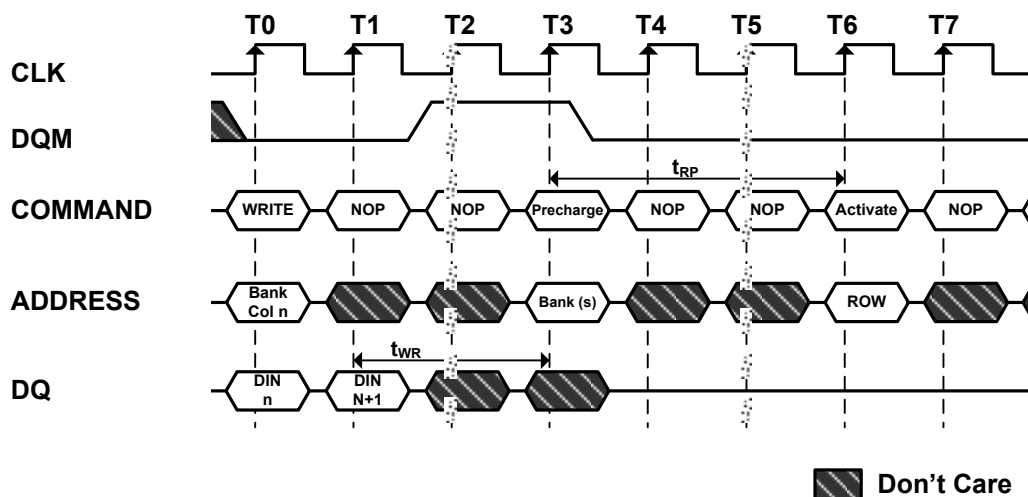 T0 T1 T2 T3 T4 T5 T6 T7
CLK
DQM
tRP
COMMAND WRITE NOP NOP Precharge NOP NOP Activate NOP
ADDRESS Bank Col n Bank (s) ROW
tWR
DQ DIN n DIN N+1
Don't Care